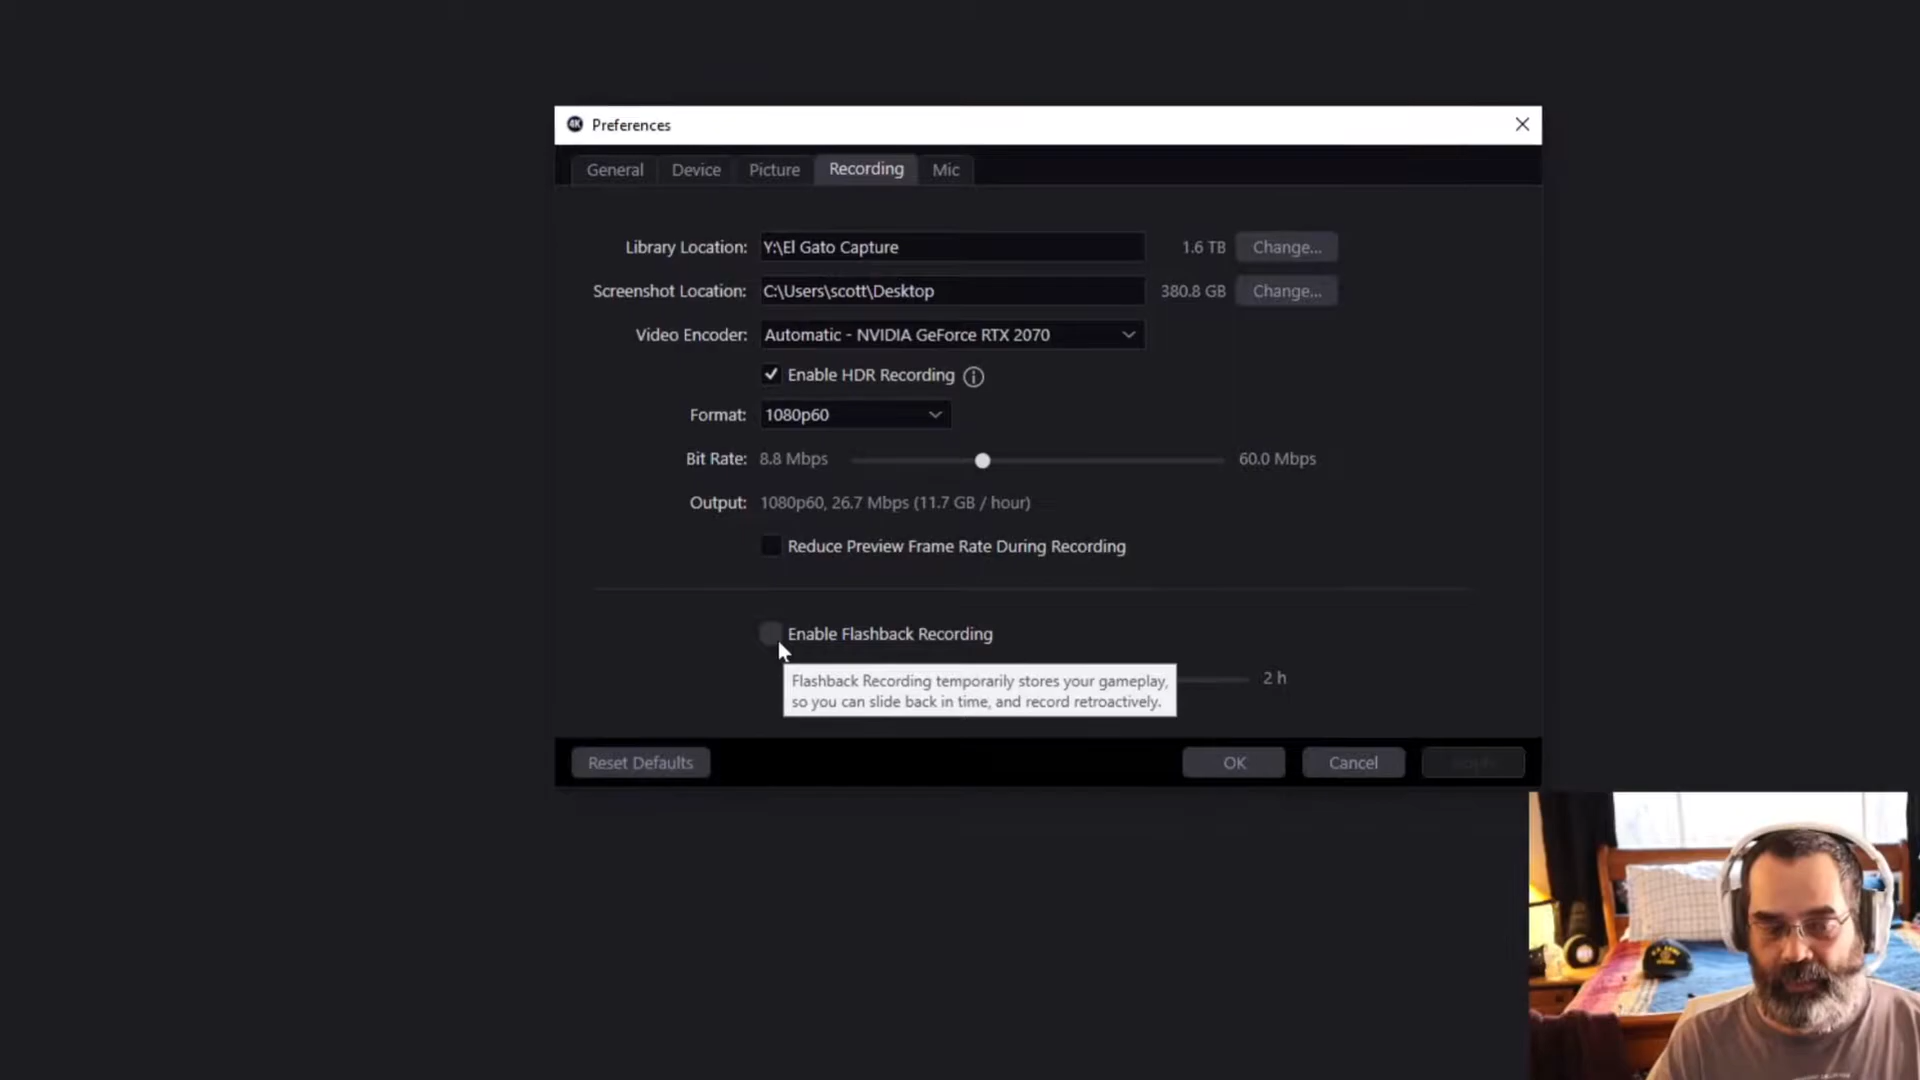 4K Preferences
General Device Picture Recording Mic
Library Location: Y:\El Gato Capture 1.6 TB Change...
Screenshot Location: C:\Users\scott\Desktop 380.8 GB Change...
Video Encoder: Automatic - NVIDIA GeForce RTX 2070
Enable HDR Recording
Format: 1080p60
Bit Rate: 8.8 Mbps 60.0 Mbps
Output: 1080p60, 26.7 Mbps (11.7 GB / hour)
Reduce Preview Frame Rate During Recording
Enable Flashback Recording
Flashback Recording temporarily stores your gameplay,
so you can slide back in time, and record retroactively.
2 h
Reset Defaults OK Cancel